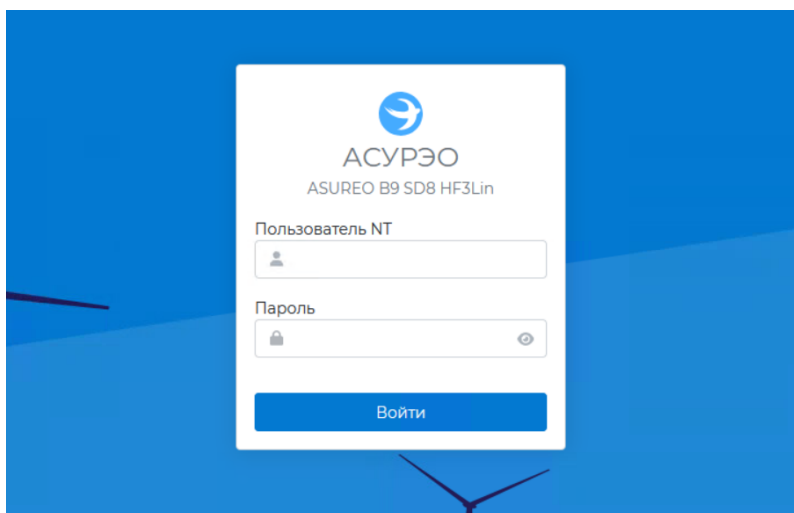 АСУРЭО
ASUREO B9 SD8 HF3Lin
Пользователь NT
Пароль
Войти